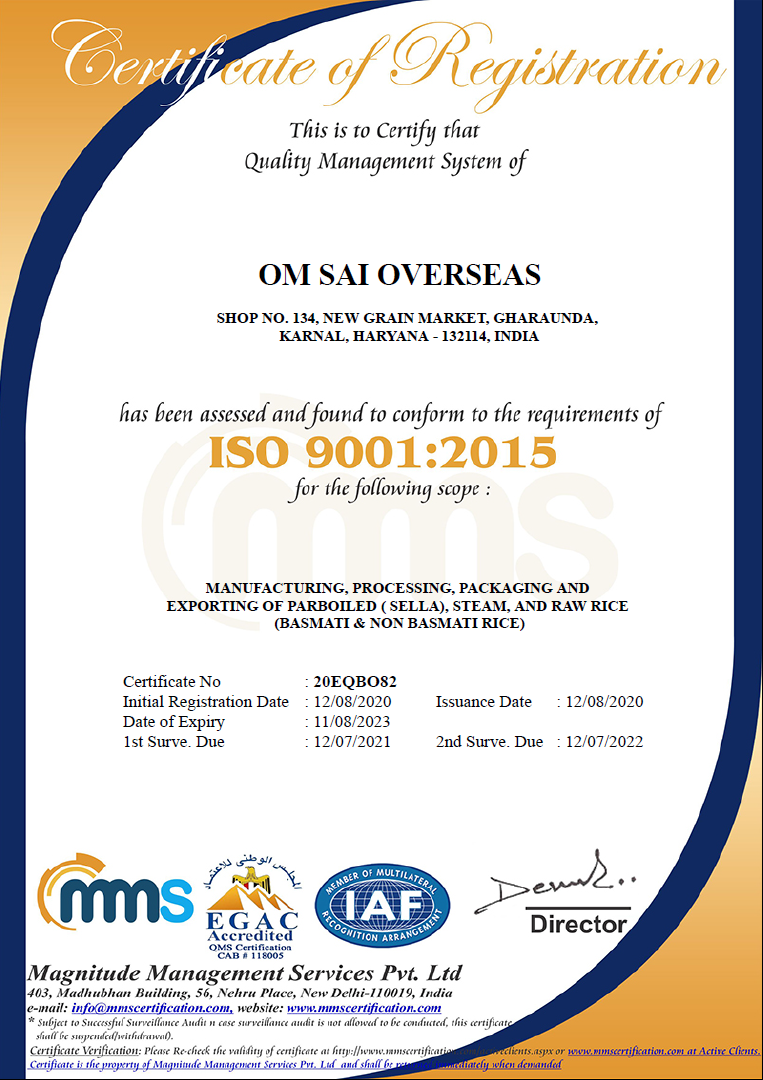 Certificate of Registration
This is to Certify that
Quality Management System of
OM SAI OVERSEAS
SHOP NO. 134, NEW GRAIN MARKET, GHARAUNDA,
KARNAL, HARYANA - 132114, INDIA
has been assessed and found to conform to the requirements of
ISO 9001:2015
for the following scope :
mms
MANUFACTURING, PROCESSING, PACKAGING AND
EXPORTING OF PARBOILED ( SELLA), STEAM, AND RAW RICE
(BASMATI & NON BASMATI RICE)
Certificate No : 20EQBO82
Initial Registration Date : 12/08/2020 Issuance Date : 12/08/2020
Date of Expiry : 11/08/2023
1st Surve. Due : 12/07/2021 2nd Surve. Due : 12/07/2022
mms
المجلس الوطنى للاعتماد
EGAC
Accredited
QMS Certification
CAB # 118005
MEMBER OF MULTILATERAL
IAF
RECOGNITION ARRANGEMENT
Director
Magnitude Management Services Pvt. Ltd
403, Madhubhan Building, 56, Nehru Place, New Delhi-110019, India
e-mail: info@mmscertification.com, website: www.mmscertification.com
* Subject to Successful Surveillance Audit n case surveillance audit is not allowed to be conducted, this certificate
shall be suspended(withdrawal).
Certificate Verification: Please Re-check the validity of certificate at http://www.mmscertification or www.mmscertification.com at Active Clients.
Certificate is the property of Magnitude Management Services Pvt. Ltd and shall be immediately when demanded